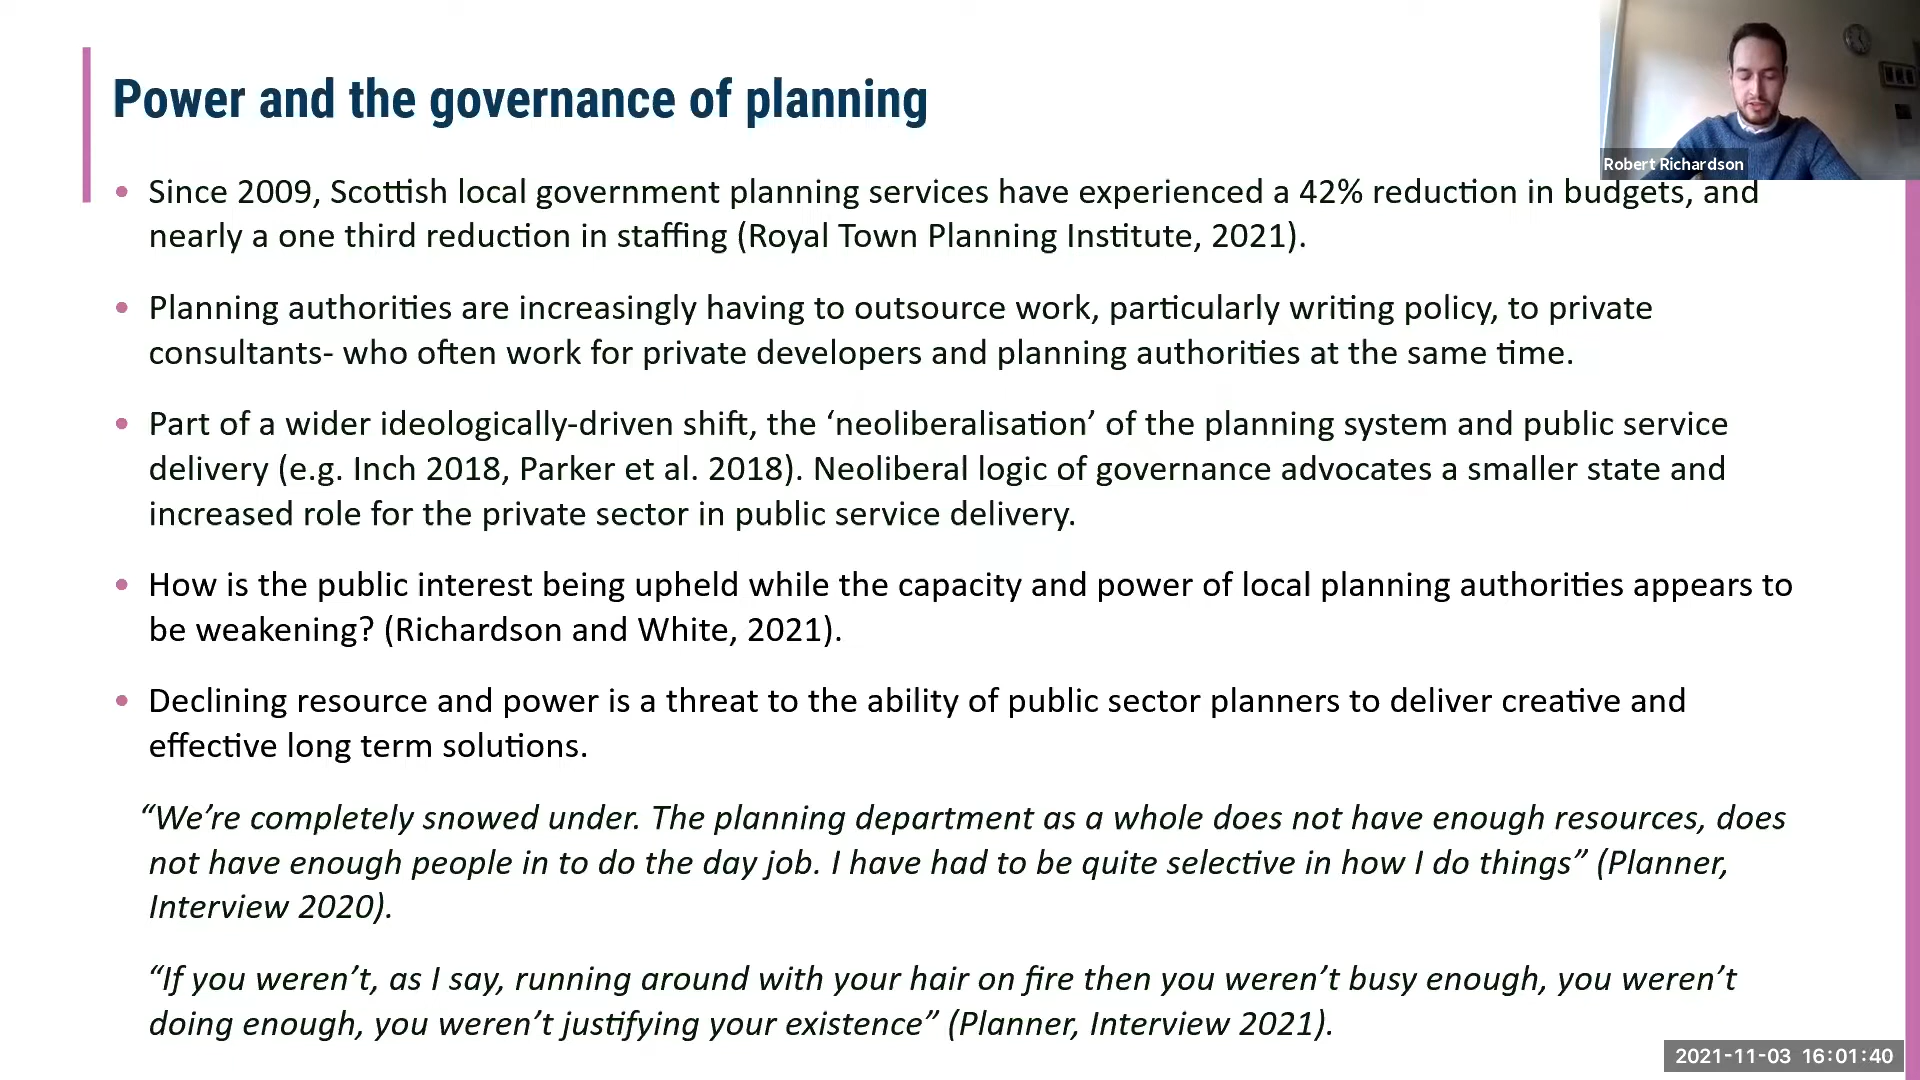 Power and the governance of planning
Robert Richardson
• Since 2009, Scottish local government planning services have experienced a 42% reduction in budgets, and
nearly a one third reduction in staffing (Royal Town Planning Institute, 2021).
• Planning authorities are increasingly having to outsource work, particularly writing policy, to private
consultants- who often work for private developers and planning authorities at the same time.
• Part of a wider ideologically-driven shift, the ‘neoliberalisation’ of the planning system and public service
delivery (e.g. Inch 2018, Parker et al. 2018). Neoliberal logic of governance advocates a smaller state and
increased role for the private sector in public service delivery.
• How is the public interest being upheld while the capacity and power of local planning authorities appears to
be weakening? (Richardson and White, 2021).
• Declining resource and power is a threat to the ability of public sector planners to deliver creative and
effective long term solutions.
“We’re completely snowed under. The planning department as a whole does not have enough resources, does
not have enough people in to do the day job. I have had to be quite selective in how I do things” (Planner,
Interview 2020).
“If you weren’t, as I say, running around with your hair on fire then you weren’t busy enough, you weren’t
doing enough, you weren’t justifying your existence” (Planner, Interview 2021).
2021-11-03 16:01:40